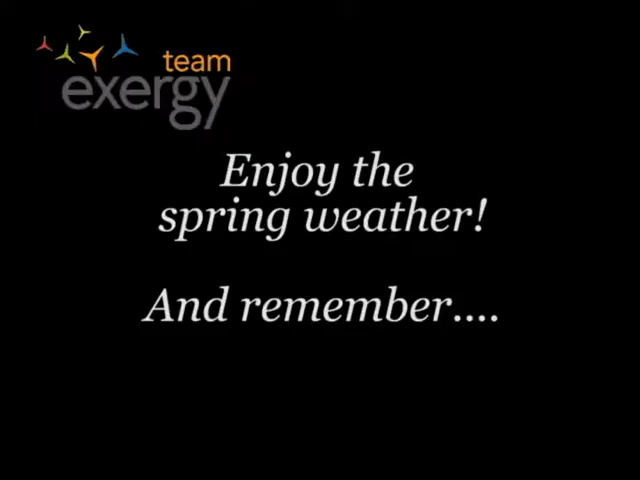 team
exergy
Enjoy the
spring weather!
And remember....